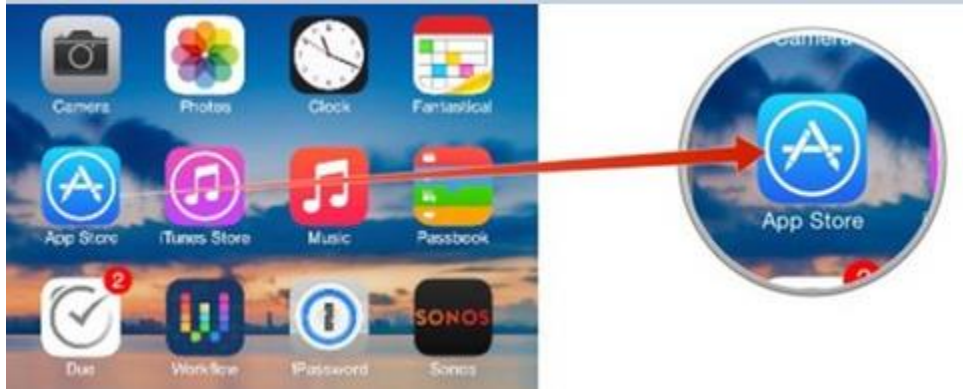 Camera Photos Clock Fantastical
App Store iTunes Store Music Passbook
2
Due Workflow 1Password Sonos
SONOS
Camera
App Store
2